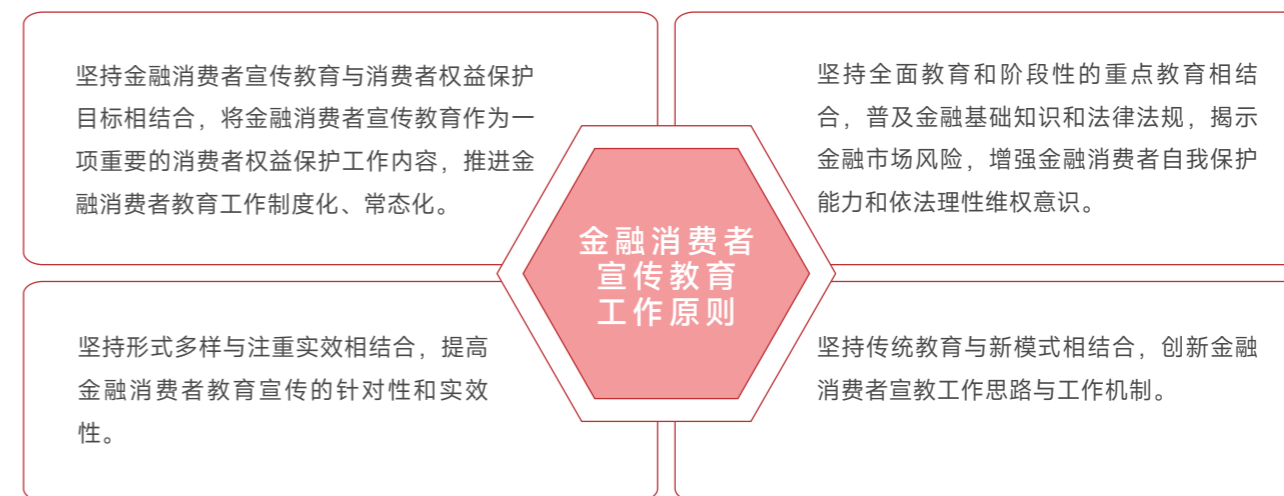 坚持金融消费者宣传教育与消费者权益保护
目标相结合，将金融消费者宣传教育作为一
项重要的消费者权益保护工作内容，推进金
融消费者教育工作制度化、常态化。
坚持全面教育和阶段性的重点教育相结
合，普及金融基础知识和法律法规，揭示
金融市场风险，增强金融消费者自我保护
能力和依法理性维权意识。
金融消费者
宣传教育
工作原则
坚持形式多样与注重实效相结合，提高
金融消费者教育宣传的针对性和实效
性。
坚持传统教育与新模式相结合，创新金融
消费者宣教工作思路与工作机制。